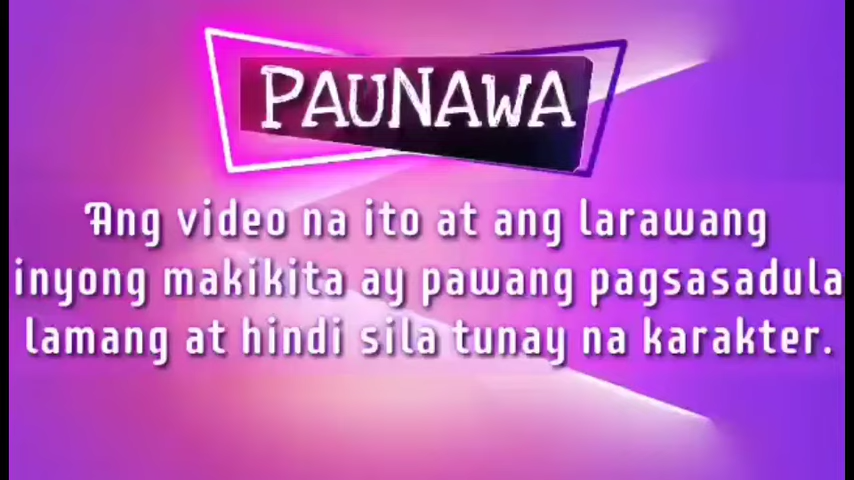 PAUNAWA
Ang video na ito at ang larawang
inyong makikita ay pawang pagsasadula
lamang at hindi sila tunay na karakter.